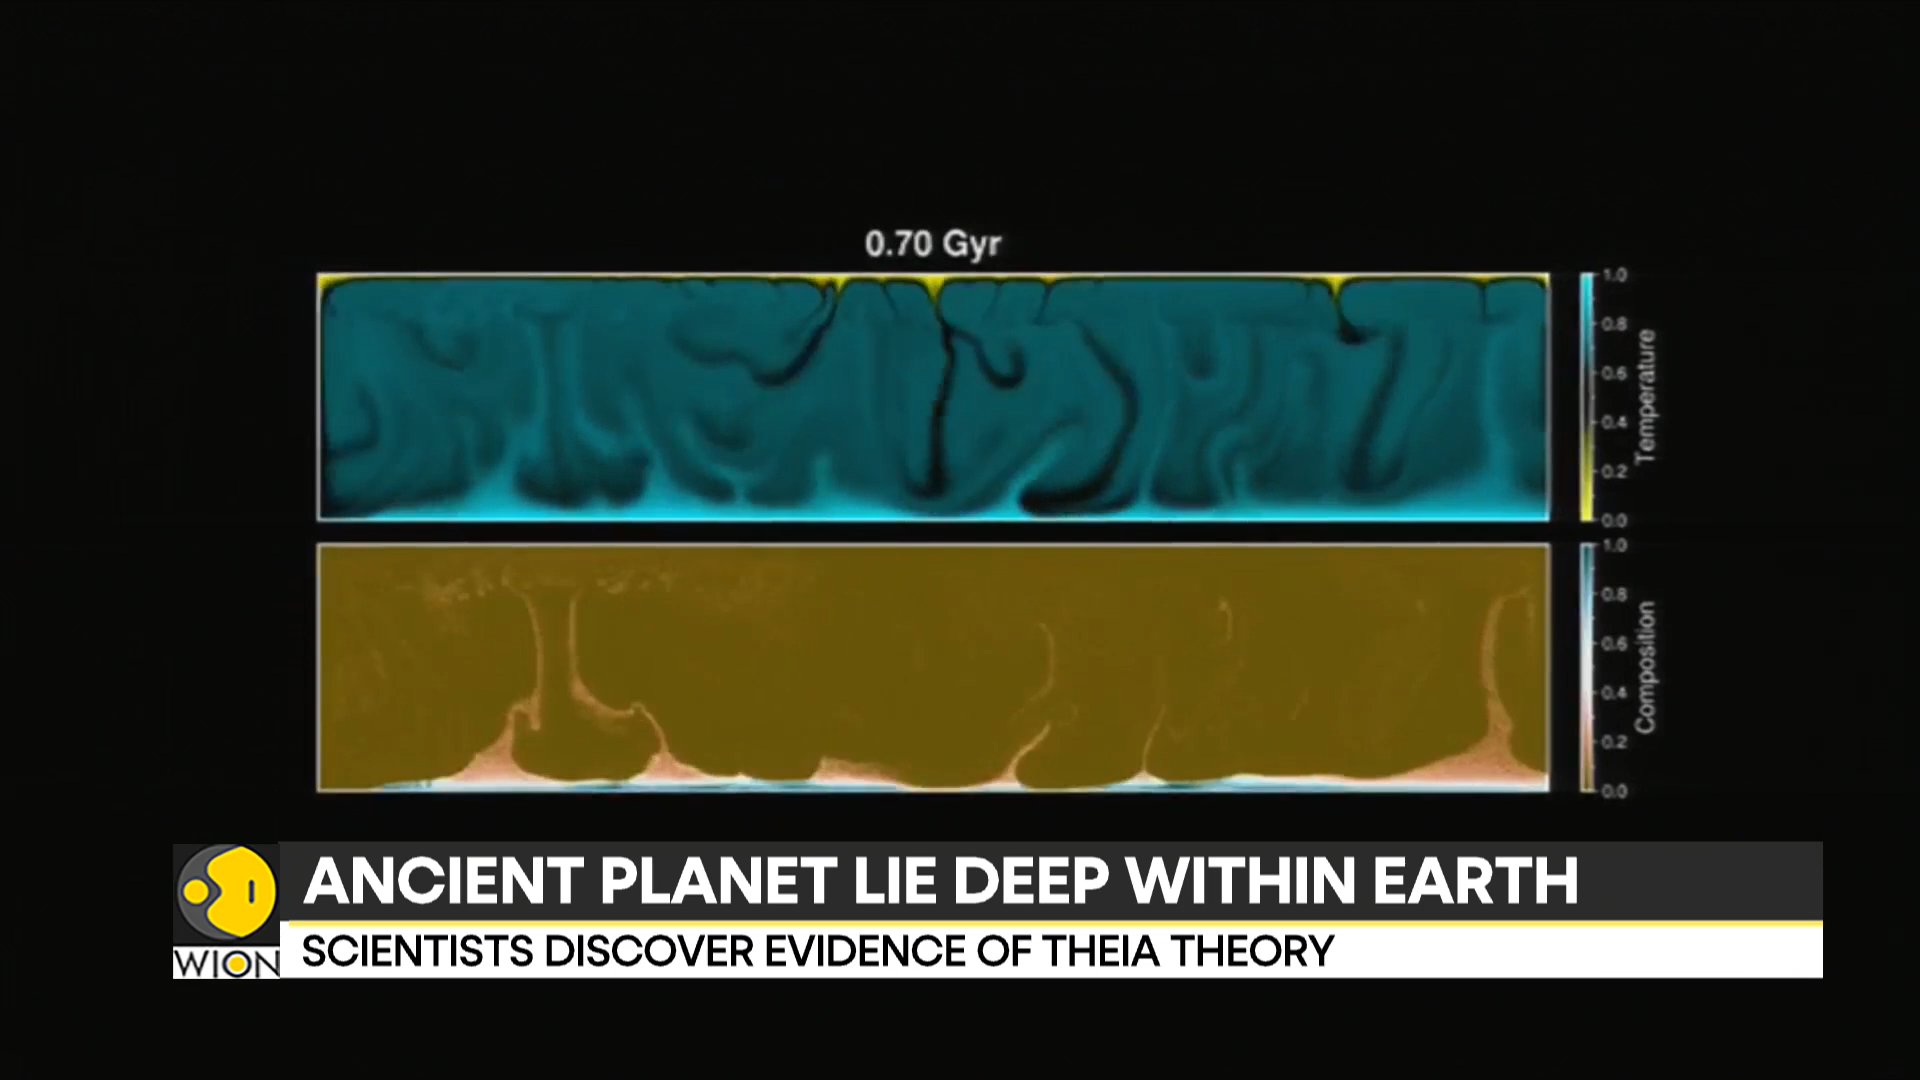 0.70 Gyr
1.0
0.8
0.6
0.4
0.2
0.0
Temperature
1.0
0.8
0.6
0.4
0.2
0.0
Composition
ANCIENT PLANET LIE DEEP WITHIN EARTH
SCIENTISTS DISCOVER EVIDENCE OF THEIA THEORY
WION